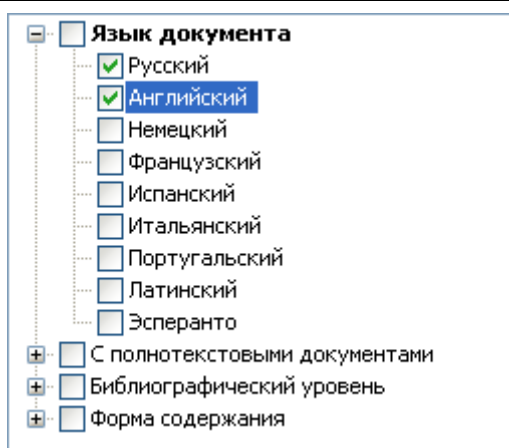 Язык документа
Русский
Английский
Немецкий
Французский
Испанский
Итальянский
Португальский
Латинский
Эсперанто
С полнотекстовыми документами
Библиографический уровень
Форма содержания